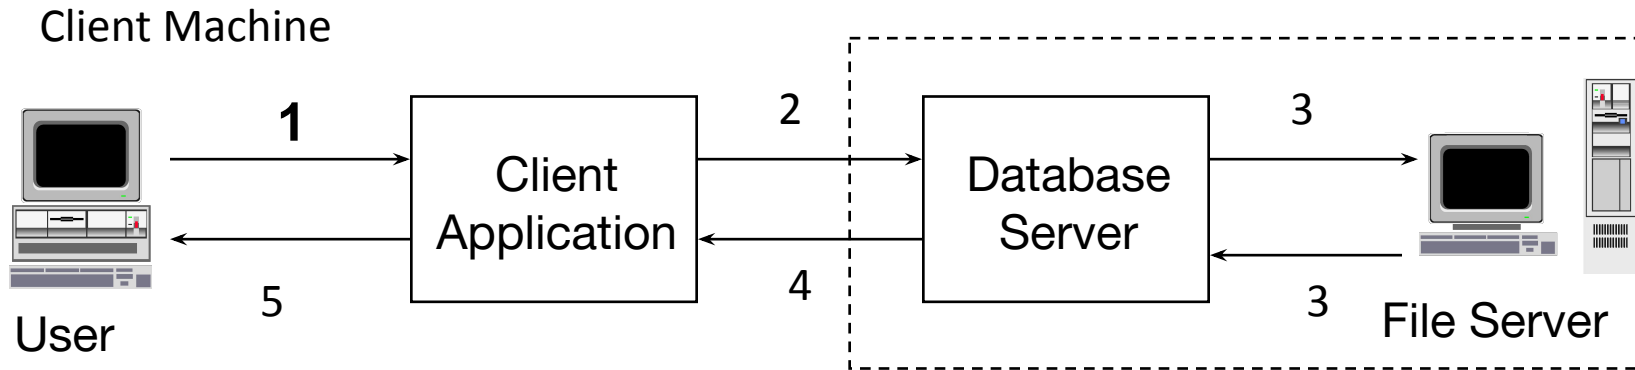 Client Machine
1
2
3
Client
Application
Database
Server
5
4
3
User
File Server